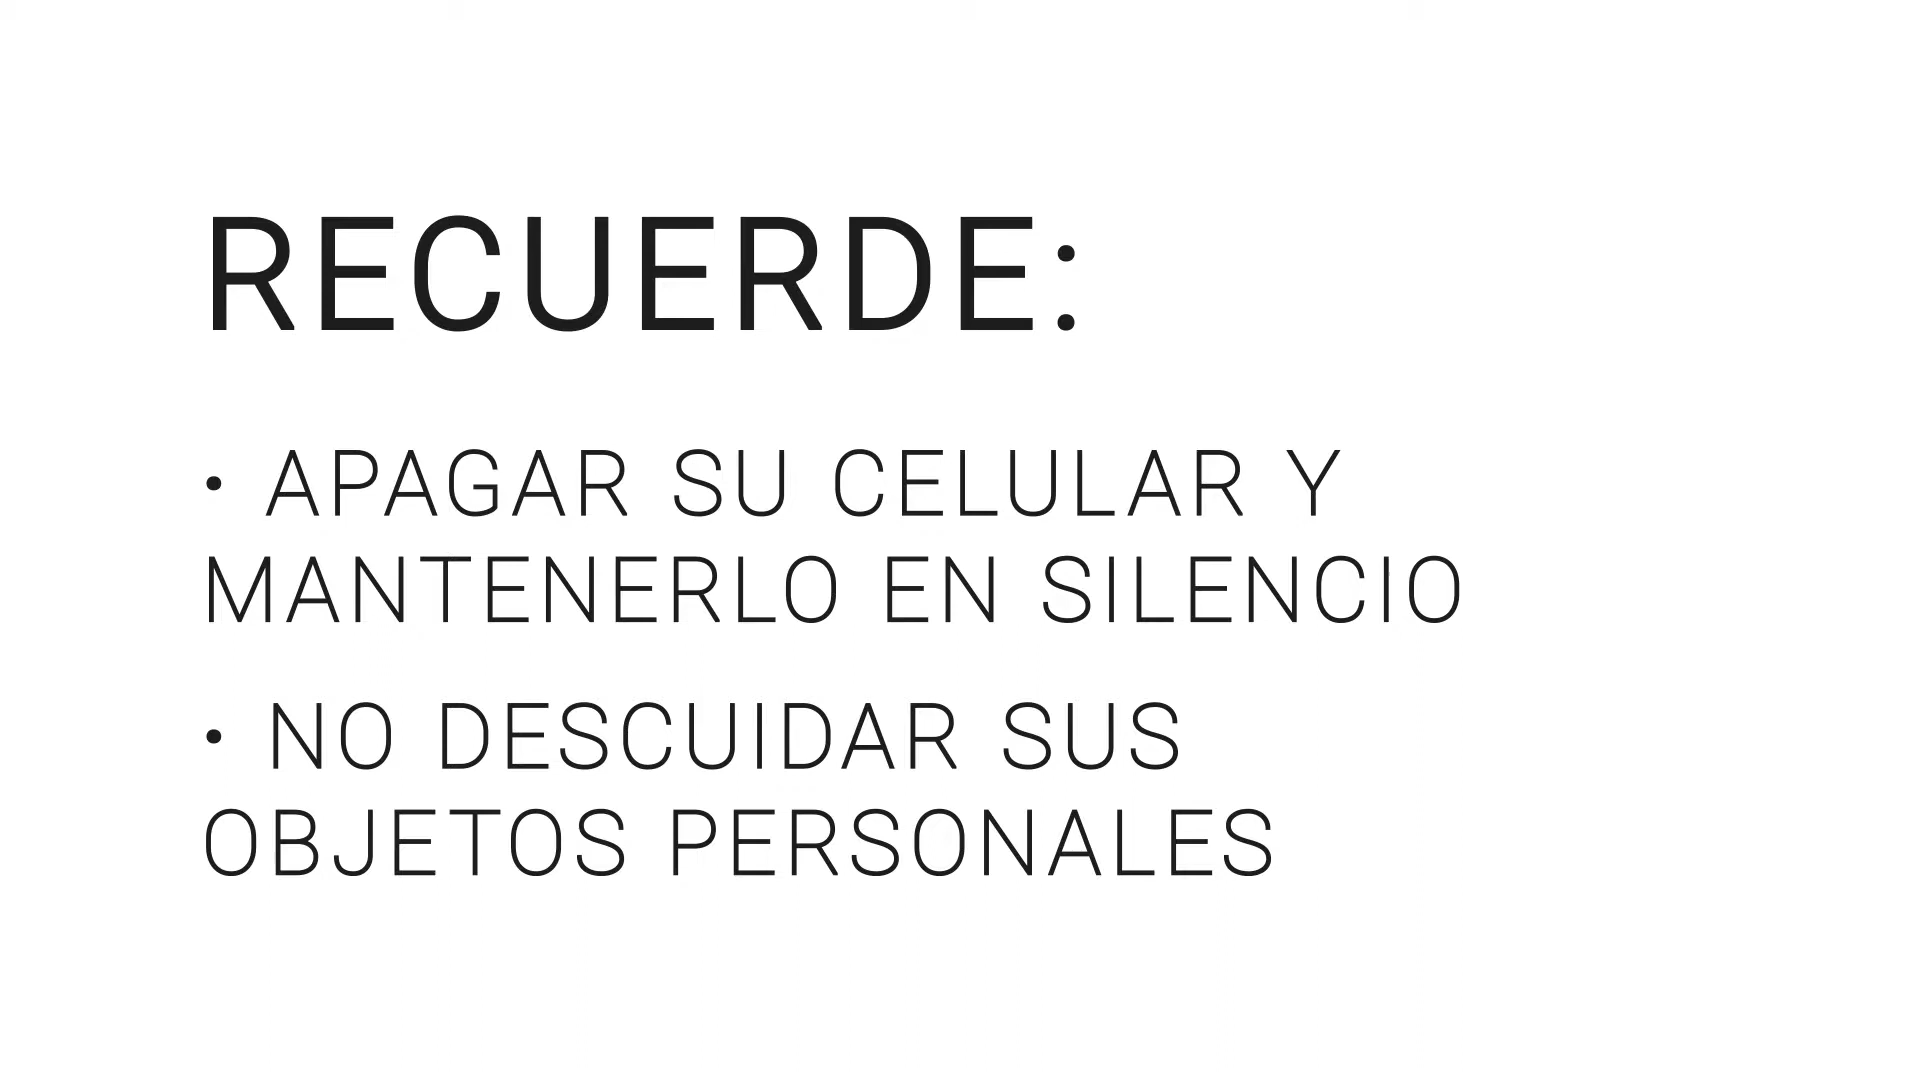 RECUERDE:
• APAGAR SU CELULAR Y
MANTENERLO EN SILENCIO
• NO DESCUIDAR SUS
OBJETOS PERSONALES